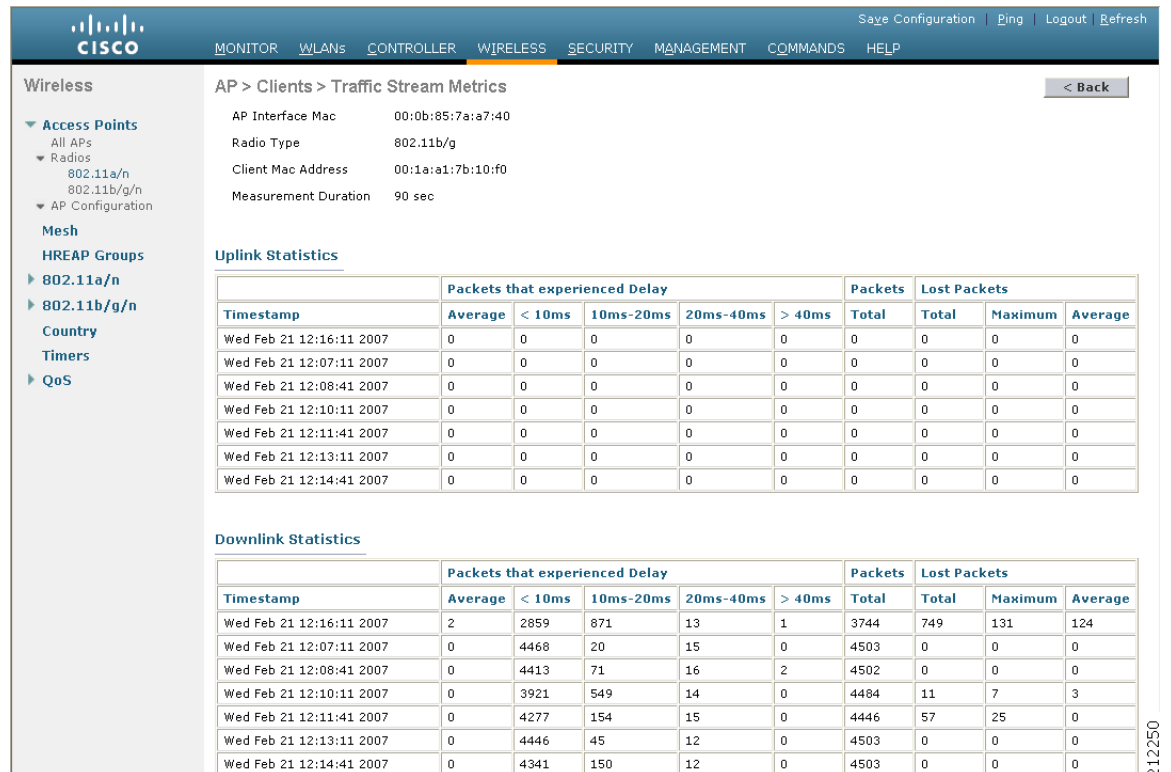 Save Configuration | Ping | Logout | Refresh
CISCO
MONITOR WLANs CONTROLLER WIRELESS SECURITY MANAGEMENT COMMANDS HELP
Wireless
Access Points
All APs
Radios
802.11a/n
802.11b/g/n
AP Configuration
Mesh
HREAP Groups
802.11a/n
802.11b/g/n
Country
Timers
QoS
AP > Clients > Traffic Stream Metrics
< Back
AP Interface Mac 00:0b:85:7a:a7:40
Radio Type 802.11b/g
Client Mac Address 00:1a:a1:7b:10:f0
Measurement Duration 90 sec
Uplink Statistics
Packets that experienced Delay Packets Lost Packets
Timestamp Average < 10ms 10ms-20ms 20ms-40ms > 40ms Total Total Maximum Average
Wed Feb 21 12:16:11 2007 0 0 0 0 0 0 0 0 0
Wed Feb 21 12:07:11 2007 0 0 0 0 0 0 0 0 0
Wed Feb 21 12:08:41 2007 0 0 0 0 0 0 0 0 0
Wed Feb 21 12:10:11 2007 0 0 0 0 0 0 0 0 0
Wed Feb 21 12:11:41 2007 0 0 0 0 0 0 0 0 0
Wed Feb 21 12:13:11 2007 0 0 0 0 0 0 0 0 0
Wed Feb 21 12:14:41 2007 0 0 0 0 0 0 0 0 0
Downlink Statistics
Packets that experienced Delay Packets Lost Packets
Timestamp Average < 10ms 10ms-20ms 20ms-40ms > 40ms Total Total Maximum Average
Wed Feb 21 12:16:11 2007 2 2859 871 13 1 3744 749 131 124
Wed Feb 21 12:07:11 2007 0 4468 20 15 0 4503 0 0 0
Wed Feb 21 12:08:41 2007 0 4413 71 16 2 4502 0 0 0
Wed Feb 21 12:10:11 2007 0 3921 549 14 0 4484 11 7 3
Wed Feb 21 12:11:41 2007 0 4277 154 15 0 4446 57 25 0
Wed Feb 21 12:13:11 2007 0 4446 45 12 0 4503 0 0 0
Wed Feb 21 12:14:41 2007 0 4341 150 12 0 4503 0 0 0
212250